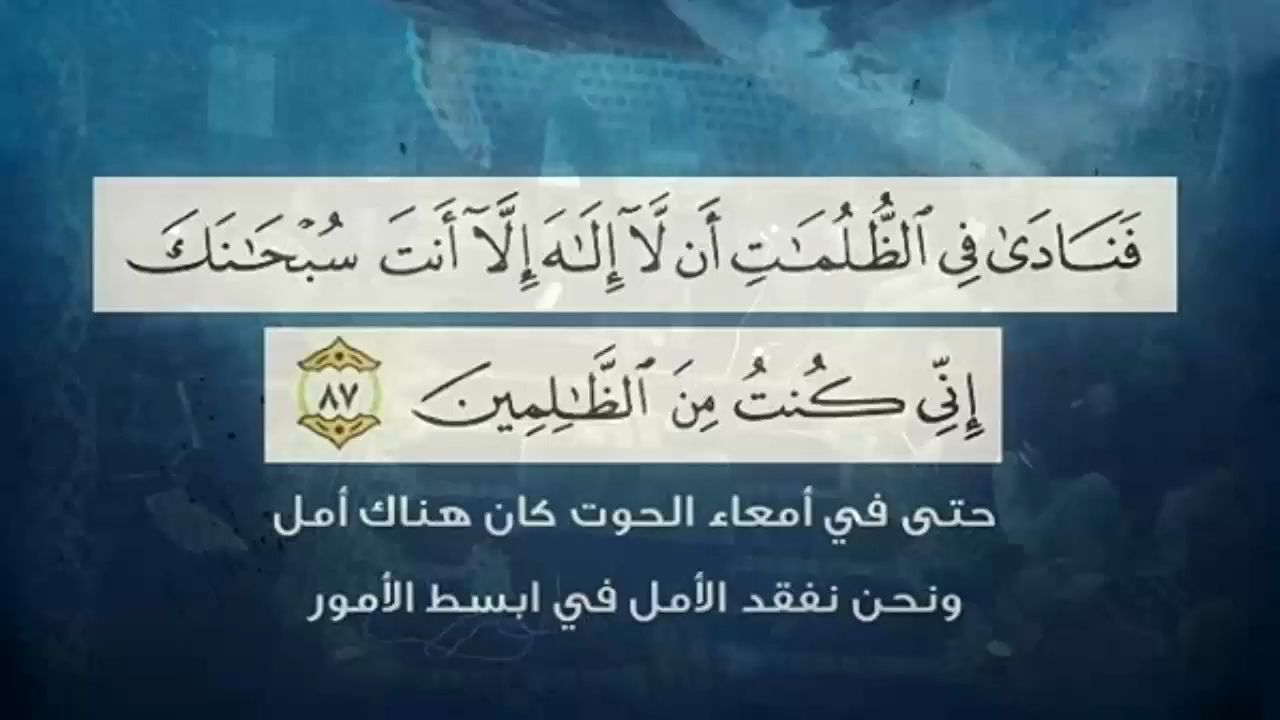 فَنَادَىٰ فِي ٱلظُّلُمَـٰتِ أَن لَّآ إِلَـٰهَ إِلَّآ أَنتَ سُبْحَـٰنَكَ
إِنِّي كُنتُ مِنَ ٱلظَّـٰلِمِينَ ٨٧
حتى في أمعاء الحوت كان هناك أمل
ونحن نفقد الأمل في ابسط الأمور